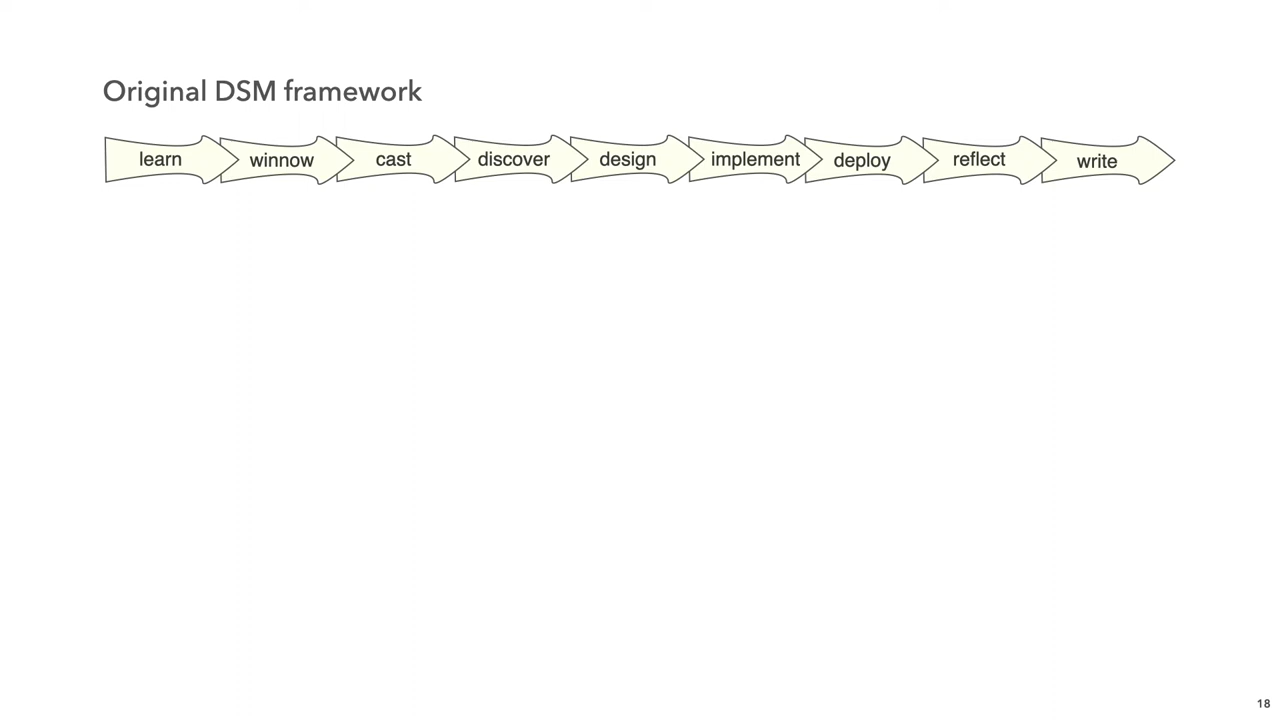 Original DSM framework
learn winnow cast discover design implement deploy reflect write
18